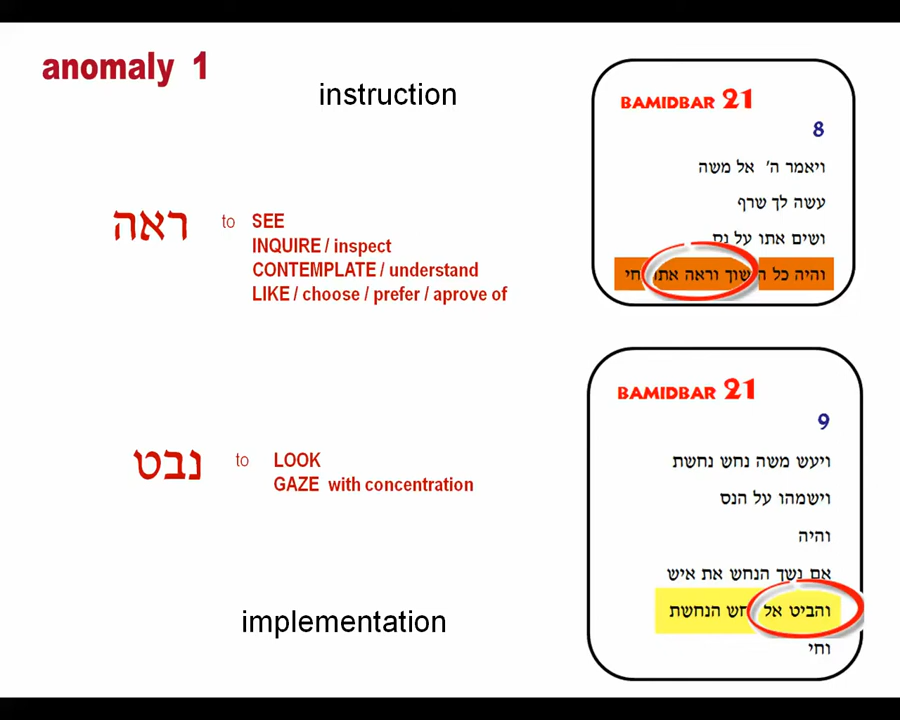 anomaly 1
instruction
ראה to SEE
INQUIRE / inspect
CONTEMPLATE / understand
LIKE / choose / prefer / aprove of
BAMIDBAR 21
8
ויאמר ה' אל משה
עשה לך שרף
ושים אתו על נס
והיה כל שוך וראה אתו חי
נבט to LOOK
GAZE with concentration
implementation
BAMIDBAR 21
9
ויעש משה נחש נחשת
וישמהו על הנס
והיה
אם נשך הנחש את איש
והביט אל חש הנחשת
וחי